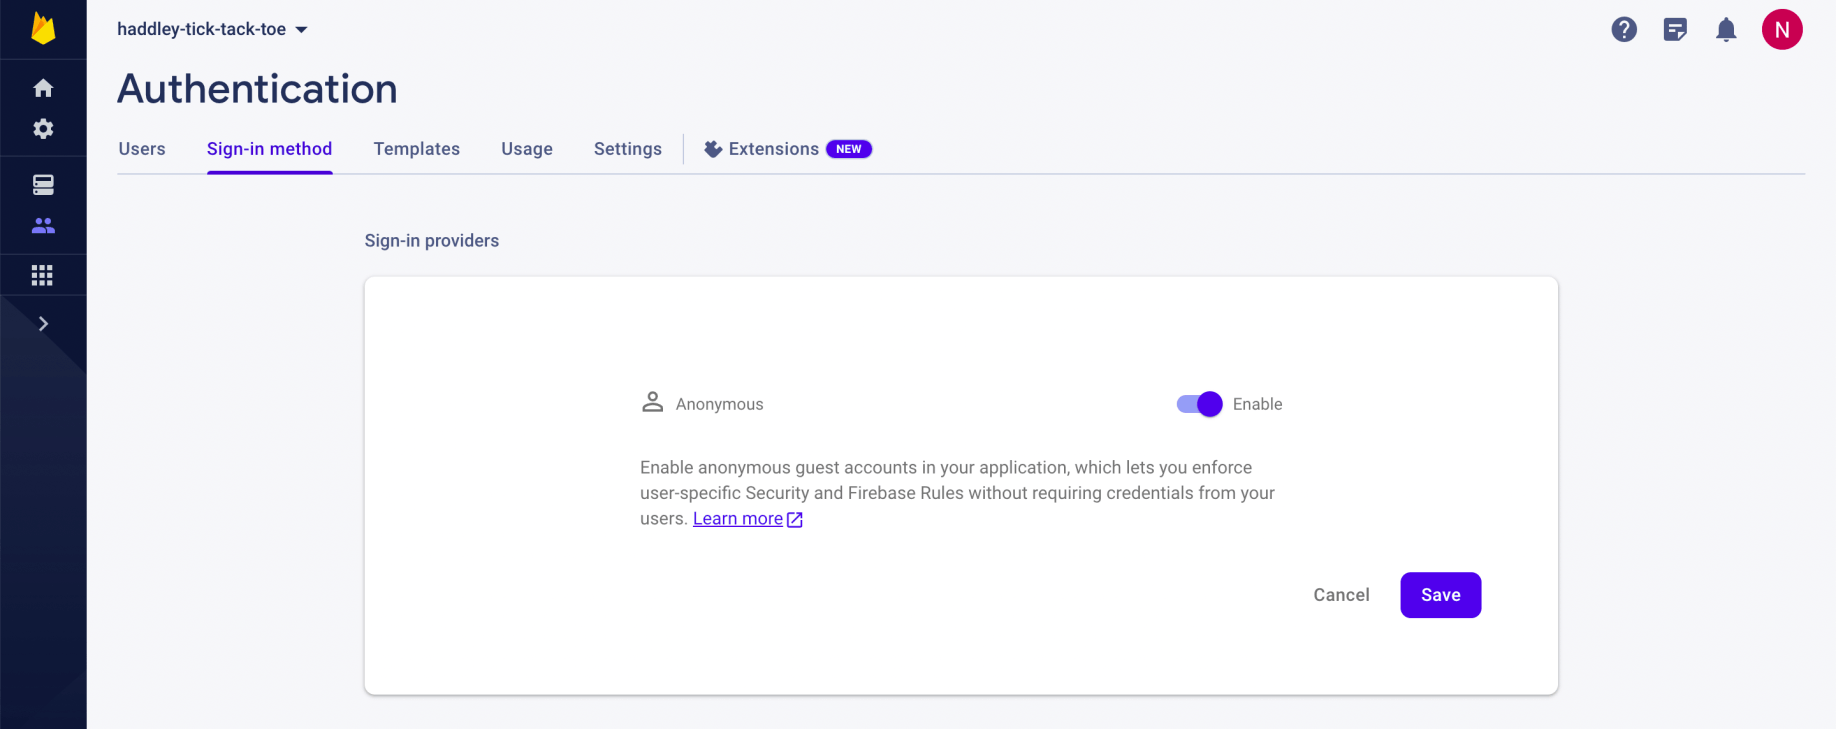 haddley-tick-tack-toe
N
Authentication
Users Sign-in method Templates Usage Settings Extensions NEW
Sign-in providers
Anonymous Enable
Enable anonymous guest accounts in your application, which lets you enforce
user-specific Security and Firebase Rules without requiring credentials from your
users. Learn more
Cancel Save